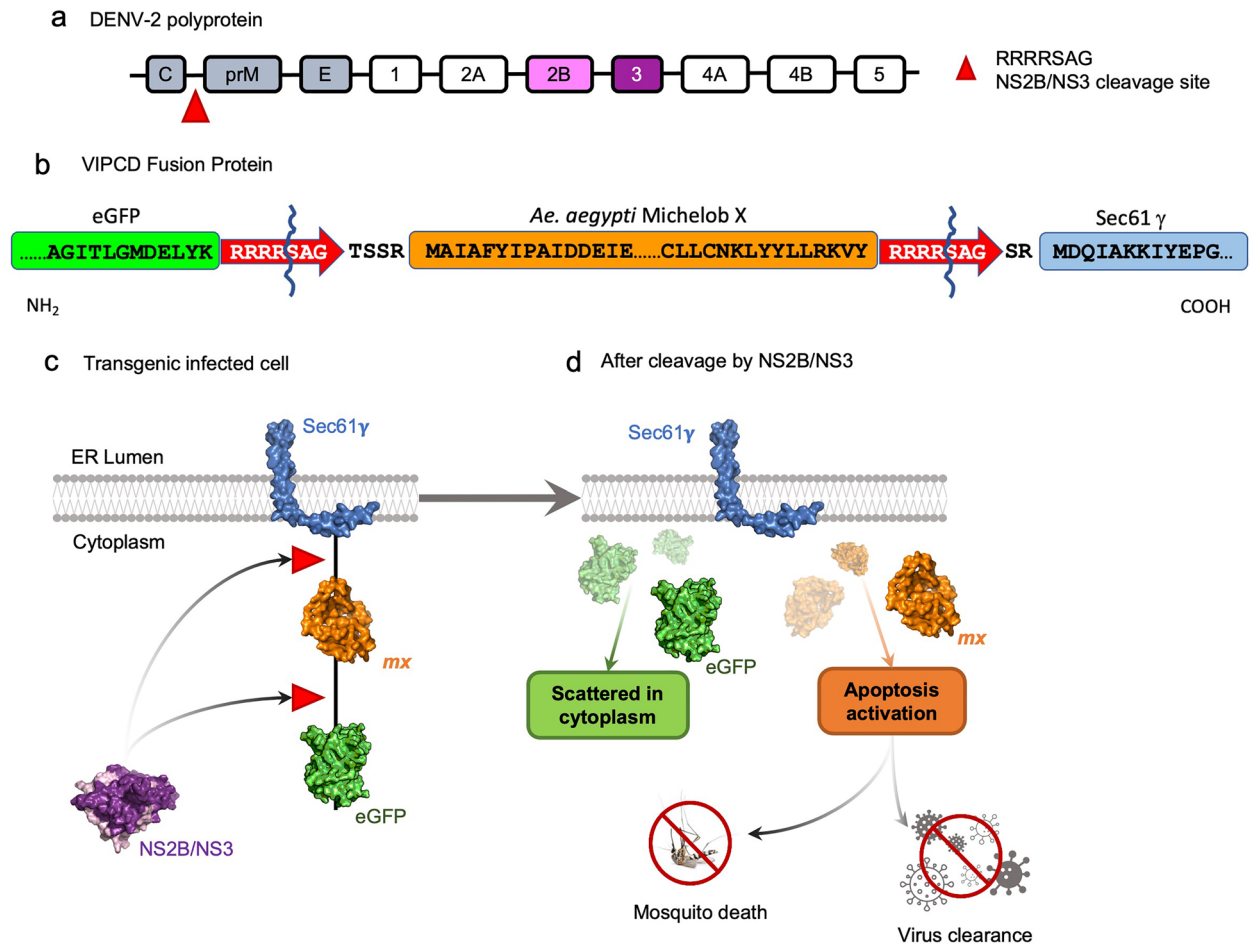 a DENV-2 polyprotein
C prM E 1 2A 2B 3 4A 4B 5
RRRRSAG
NS2B/NS3 cleavage site
b VIPCD Fusion Protein
eGFP
Ae. aegypti Michelob X
Sec61 γ
......AGITLGMDELYK RRRRSAG TSSR MAIAFYIPAIDDEIE......CLLCNKLYYLLRKVY RRRRSAG SR MDQIAKKIYEPG...
NH2
COOH
c Transgenic infected cell
d After cleavage by NS2B/NS3
Sec61γ
Sec61γ
ER Lumen
Cytoplasm
mx
mx
eGFP
Scattered in
cytoplasm
Apoptosis
activation
eGFP
NS2B/NS3
Mosquito death
Virus clearance